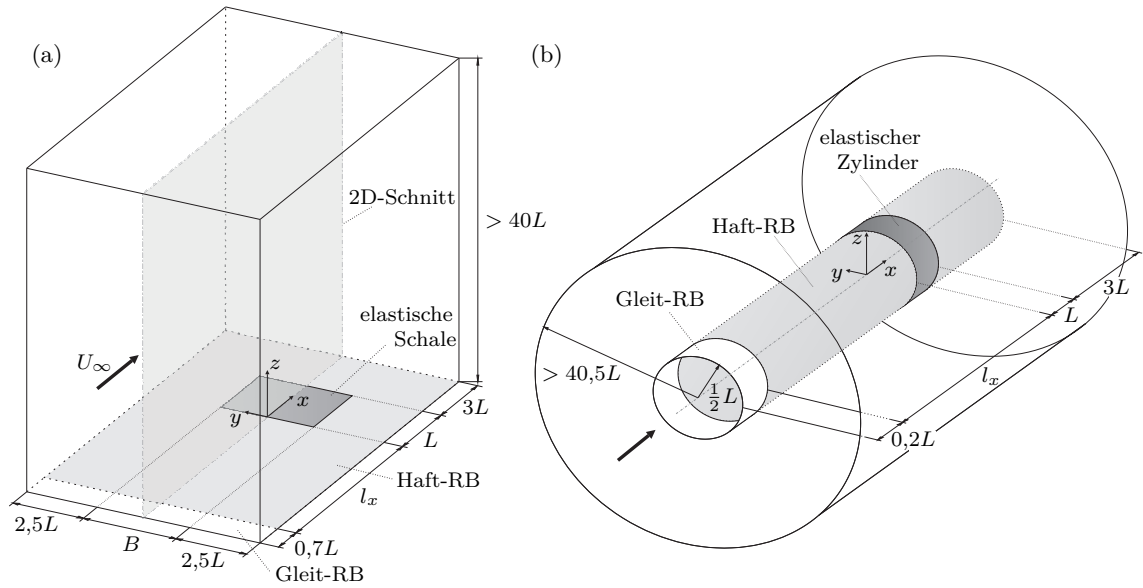 (a)
2D-Schnitt
> 40L
elastische
Schale
U∞
z
x
y
3L
L
Haft-RB
l_x
2,5L
B
2,5L
0,7L
Gleit-RB
(b)
elastischer
Zylinder
Haft-RB
z
y
x
Gleit-RB
3L
L
l_x
> 40,5L
½L
0,2L